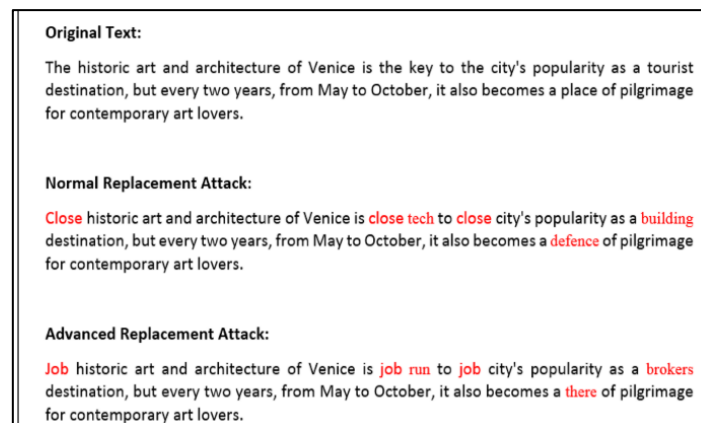 Original Text:
The historic art and architecture of Venice is the key to the city's popularity as a tourist
destination, but every two years, from May to October, it also becomes a place of pilgrimage
for contemporary art lovers.
Normal Replacement Attack:
Close historic art and architecture of Venice is close tech to close city's popularity as a building
destination, but every two years, from May to October, it also becomes a defence of pilgrimage
for contemporary art lovers.
Advanced Replacement Attack:
Job historic art and architecture of Venice is job run to job city's popularity as a brokers
destination, but every two years, from May to October, it also becomes a there of pilgrimage
for contemporary art lovers.